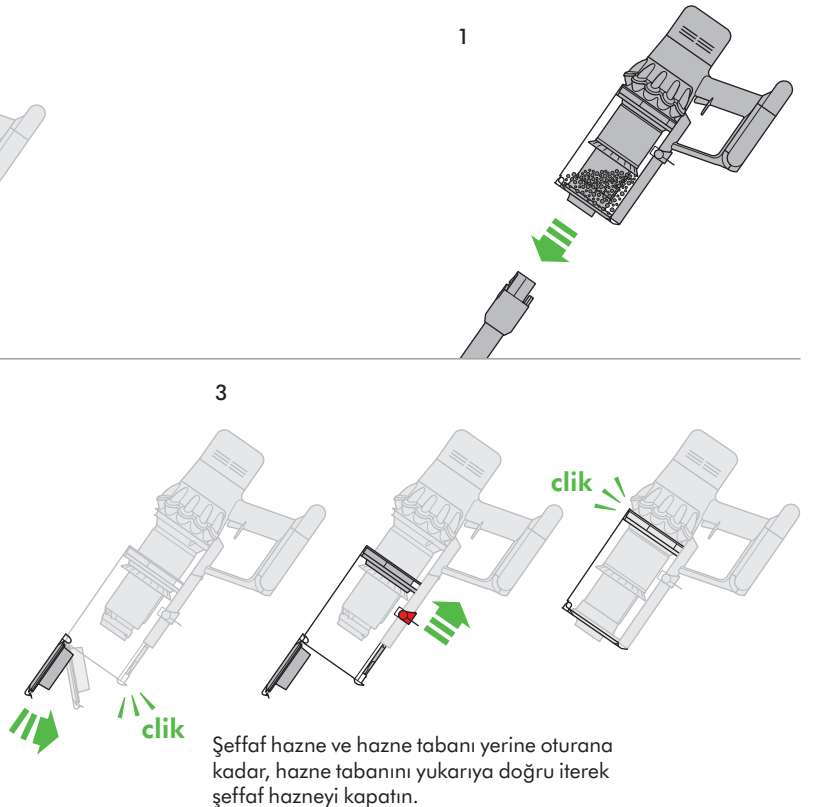 1
3
clik
clik
Şeffaf hazne ve hazne tabanı yerine oturana
kadar, hazne tabanını yukarıya doğru iterek
şeffaf hazneyi kapatın.